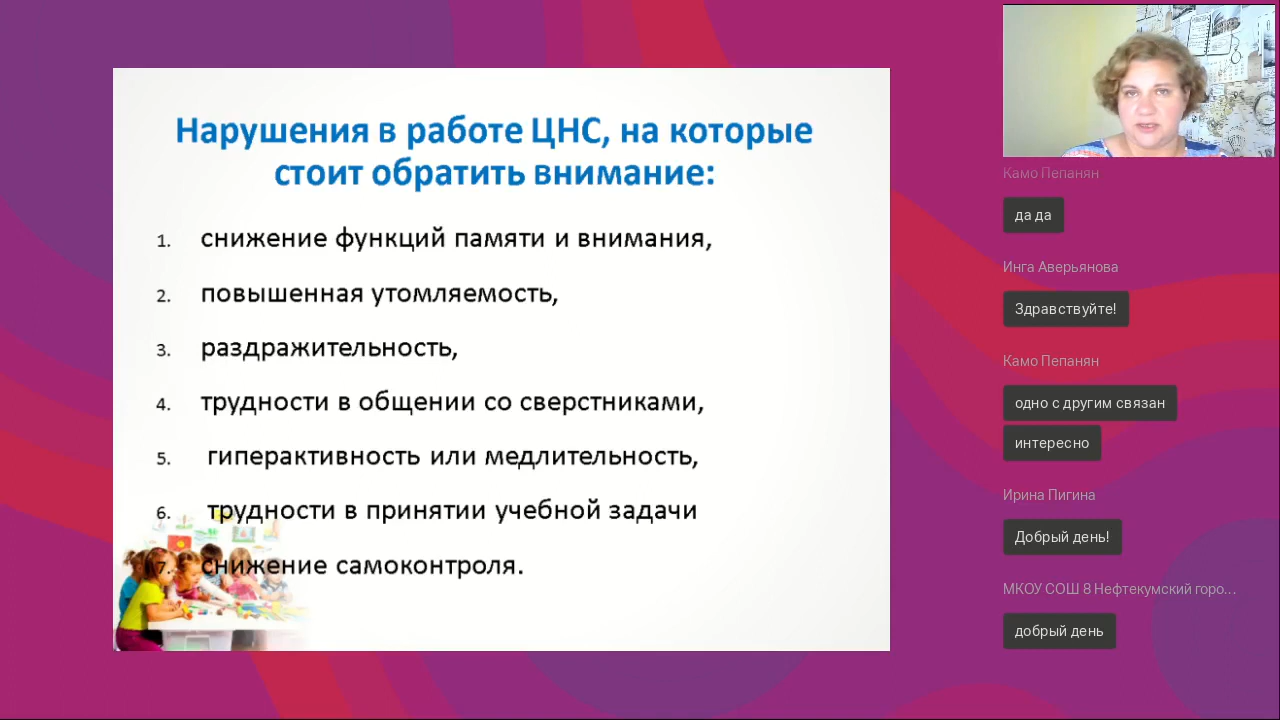 Нарушения в работе ЦНС, на которые
стоит обратить внимание:
1. снижение функций памяти и внимания,
2. повышенная утомляемость,
3. раздражительность,
4. трудности в общении со сверстниками,
5. гиперактивность или медлительность,
6. трудности в принятии учебной задачи
7. снижение самоконтроля.
Камо Пепанян
да да
Инга Аверьянова
Здравствуйте!
Камо Пепанян
одно с другим связан
интересно
Ирина Пигина
Добрый день!
МКОУ СОШ 8 Нефтекумский горо...
добрый день